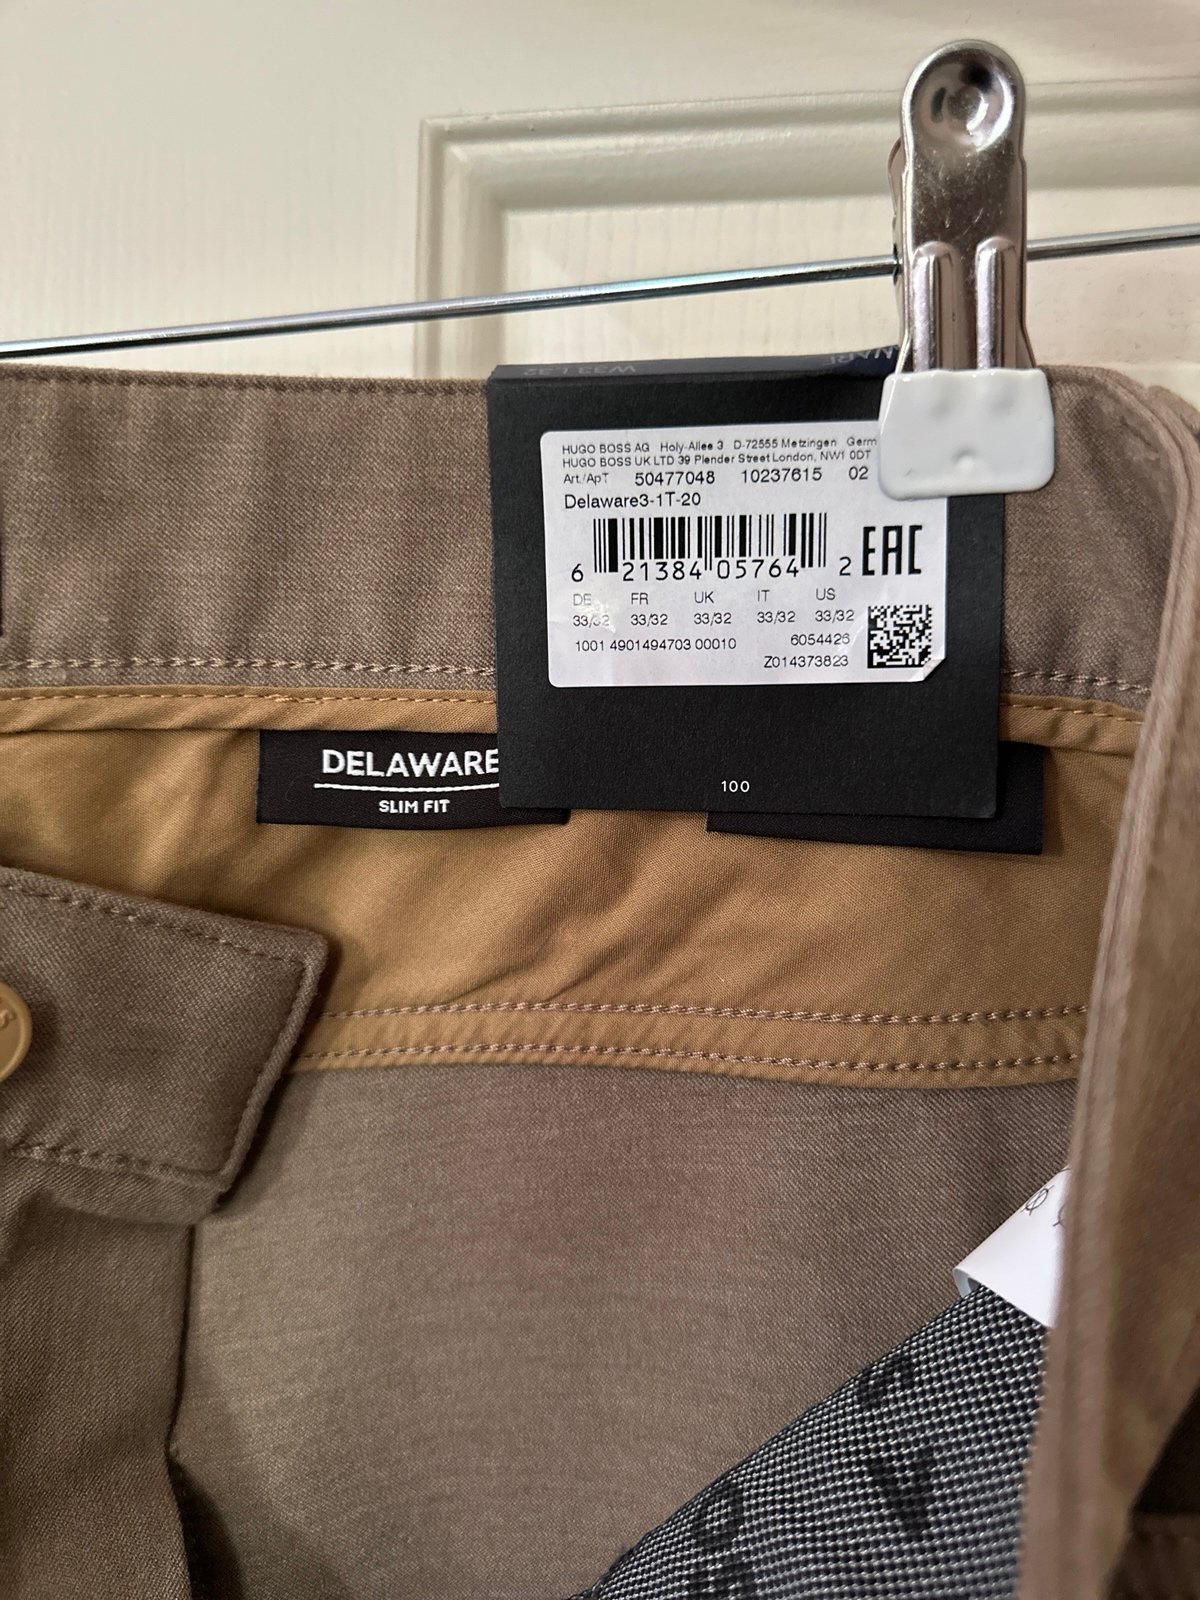 W33 L32
HUGO BOSS AG Holy-Allee 3 D-72555 Metzingen Germ
HUGO BOSS UK LTD 39 Plender Street London, NW1 0DT
Art./ApT 50477048 10237615 02
Delaware3-1T-20
6 21384 05764 2 EAC
DE FR UK IT US
33/32 33/32 33/32 33/32 33/32
1001 4901494703 00010 6054426
Z014373823
100
DELAWARE
SLIM FIT